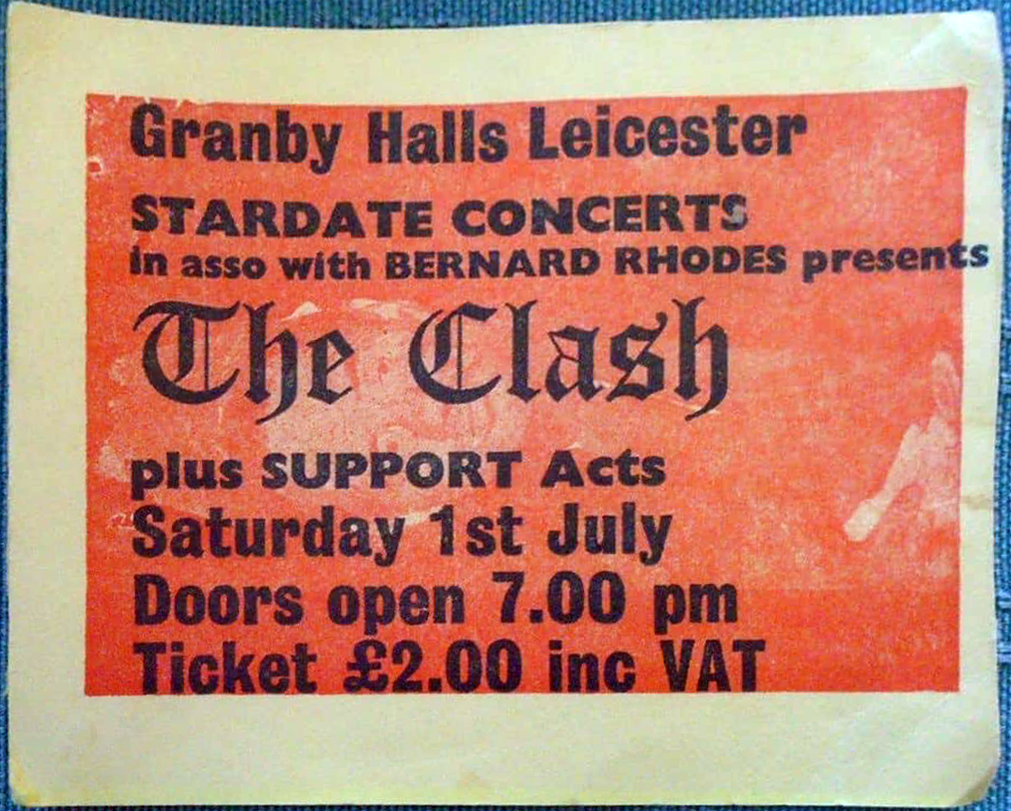 Granby Halls Leicester
STARDATE CONCERTS
in asso with BERNARD RHODES presents
The Clash
plus SUPPORT Acts
Saturday 1st July
Doors open 7.00 pm
Ticket £2.00 inc VAT